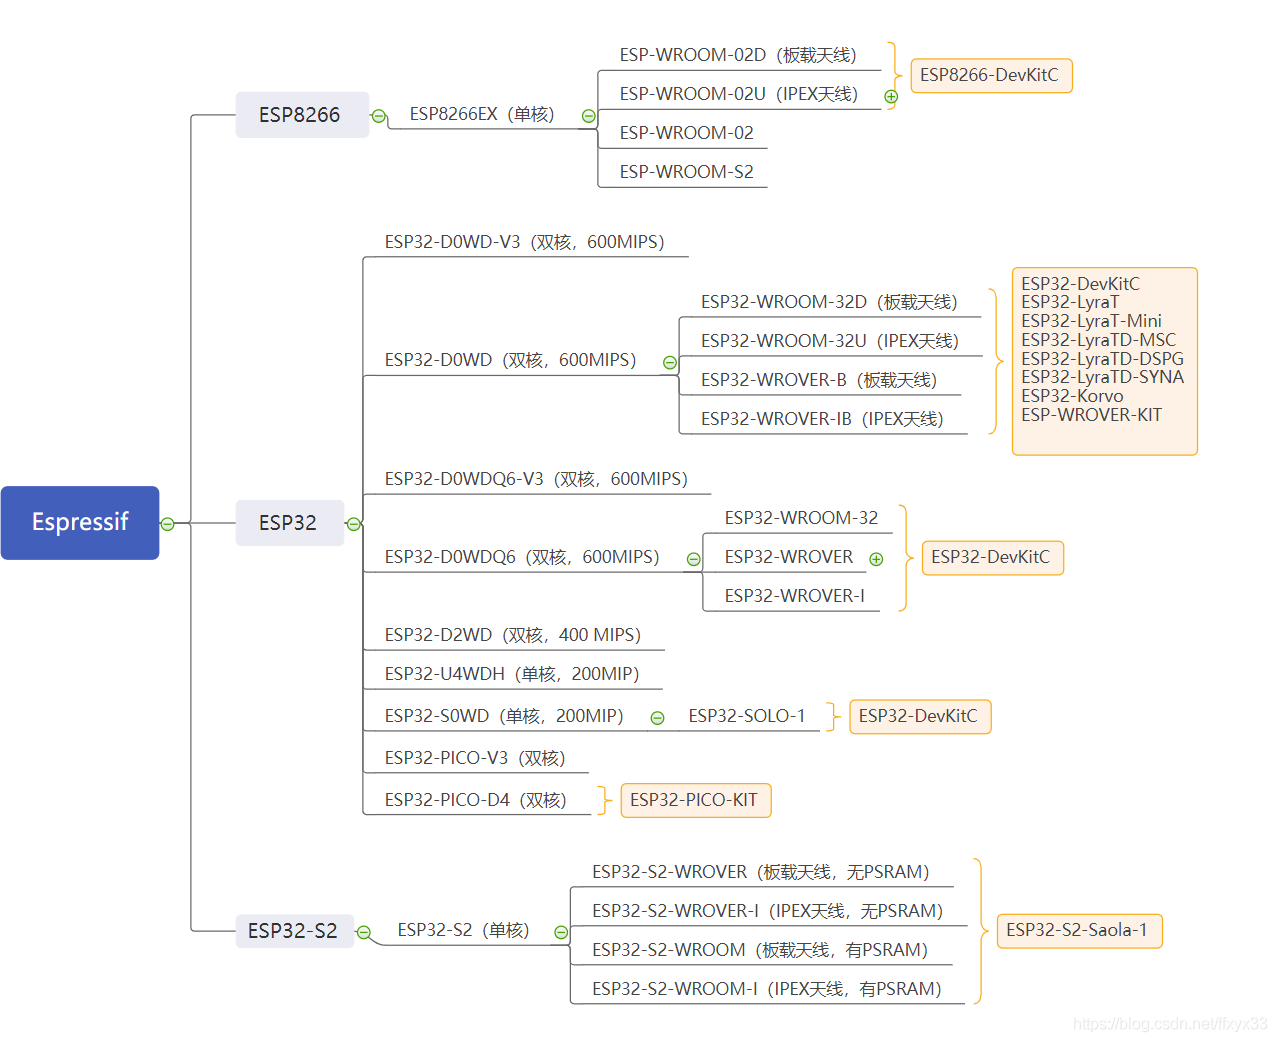 Espressif
ESP8266
ESP8266EX（单核）
ESP-WROOM-02D（板载天线）
ESP-WROOM-02U（IPEX天线）
ESP-WROOM-02
ESP-WROOM-S2
ESP8266-DevKitC
ESP32
ESP32-D0WD-V3（双核，600MIPS）
ESP32-D0WD（双核，600MIPS）
ESP32-WROOM-32D（板载天线）
ESP32-WROOM-32U（IPEX天线）
ESP32-WROVER-B（板载天线）
ESP32-WROVER-IB（IPEX天线）
ESP32-DevKitC
ESP32-LyraT
ESP32-LyraT-Mini
ESP32-LyraTD-MSC
ESP32-LyraTD-DSPG
ESP32-LyraTD-SYNA
ESP32-Korvo
ESP-WROVER-KIT
ESP32-D0WDQ6-V3（双核，600MIPS）
ESP32-D0WDQ6（双核，600MIPS）
ESP32-WROOM-32
ESP32-WROVER
ESP32-WROVER-I
ESP32-DevKitC
ESP32-D2WD（双核，400 MIPS）
ESP32-U4WDH（单核，200MIP）
ESP32-S0WD（单核，200MIP）
ESP32-SOLO-1
ESP32-DevKitC
ESP32-PICO-V3（双核）
ESP32-PICO-D4（双核）
ESP32-PICO-KIT
ESP32-S2
ESP32-S2（单核）
ESP32-S2-WROVER（板载天线，无PSRAM）
ESP32-S2-WROVER-I（IPEX天线，无PSRAM）
ESP32-S2-WROOM（板载天线，有PSRAM）
ESP32-S2-WROOM-I（IPEX天线，有PSRAM）
ESP32-S2-Saola-1
https://blog.csdn.net/ffxyx33